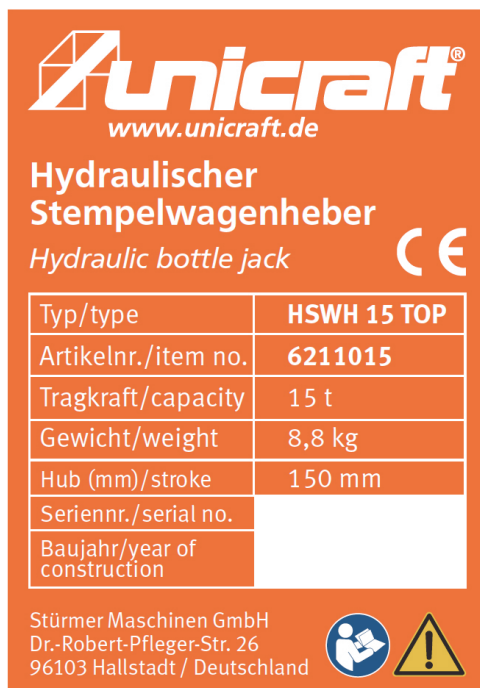 unicraft®
www.unicraft.de
Hydraulischer
Stempelwagenheber
Hydraulic bottle jack
CE
Typ/type HSWH 15 TOP
Artikelnr./item no. 6211015
Tragkraft/capacity 15 t
Gewicht/weight 8,8 kg
Hub (mm)/stroke 150 mm
Seriennr./serial no.
Baujahr/year of
construction
Stürmer Maschinen GmbH
Dr.-Robert-Pfleger-Str. 26
96103 Hallstadt / Deutschland